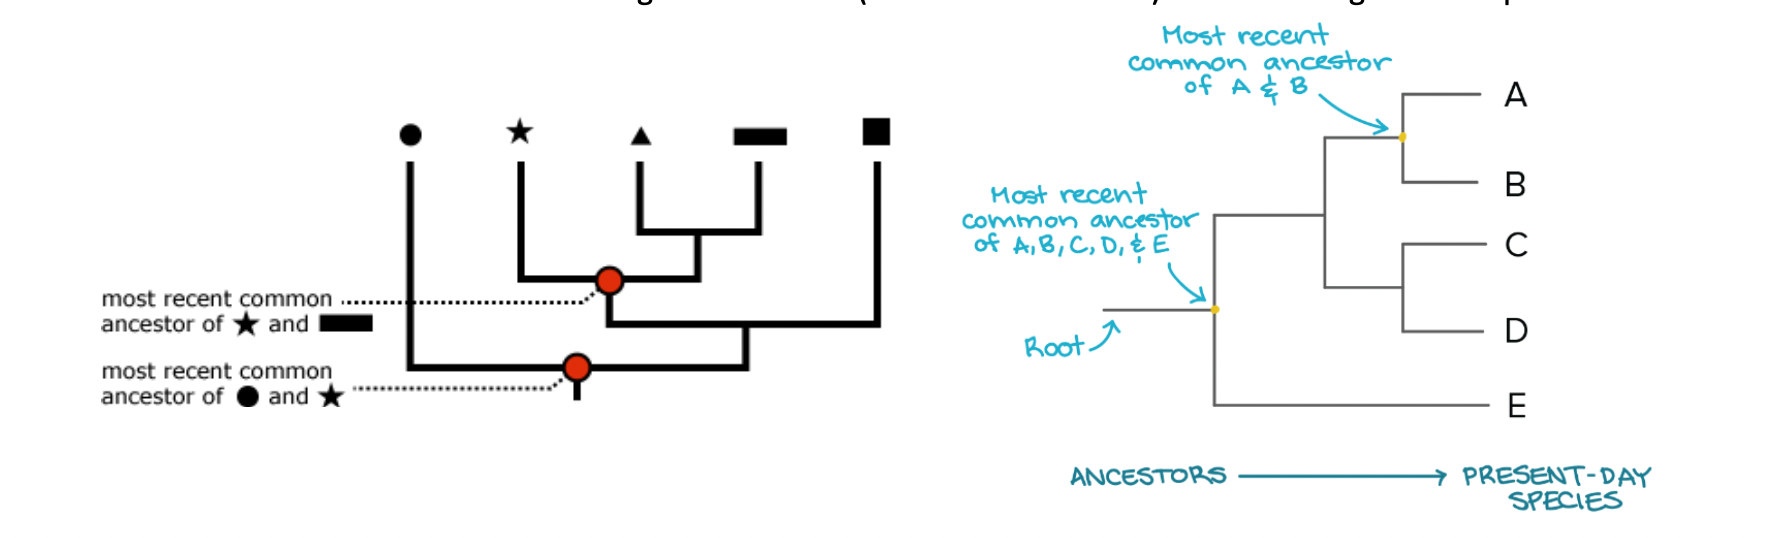 Most recent
common ancestor
of A & B
A
B
Most recent
common ancestor
of A, B, C, D, & E
C
D
Root
E
most recent common
ancestor of ★ and ▬
most recent common
ancestor of ● and ★
ANCESTORS → PRESENT-DAY
SPECIES